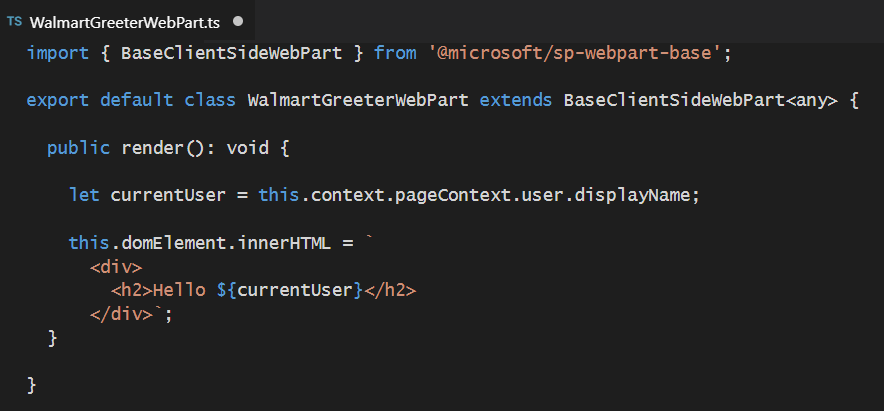 TS WalmartGreeterWebPart.ts
import { BaseClientSideWebPart } from '@microsoft/sp-webpart-base';
export default class WalmartGreeterWebPart extends BaseClientSideWebPart<any> {
public render(): void {
let currentUser = this.context.pageContext.user.displayName;
this.domElement.innerHTML = `
<div>
<h2>Hello ${currentUser}</h2>
</div>`;
}
}